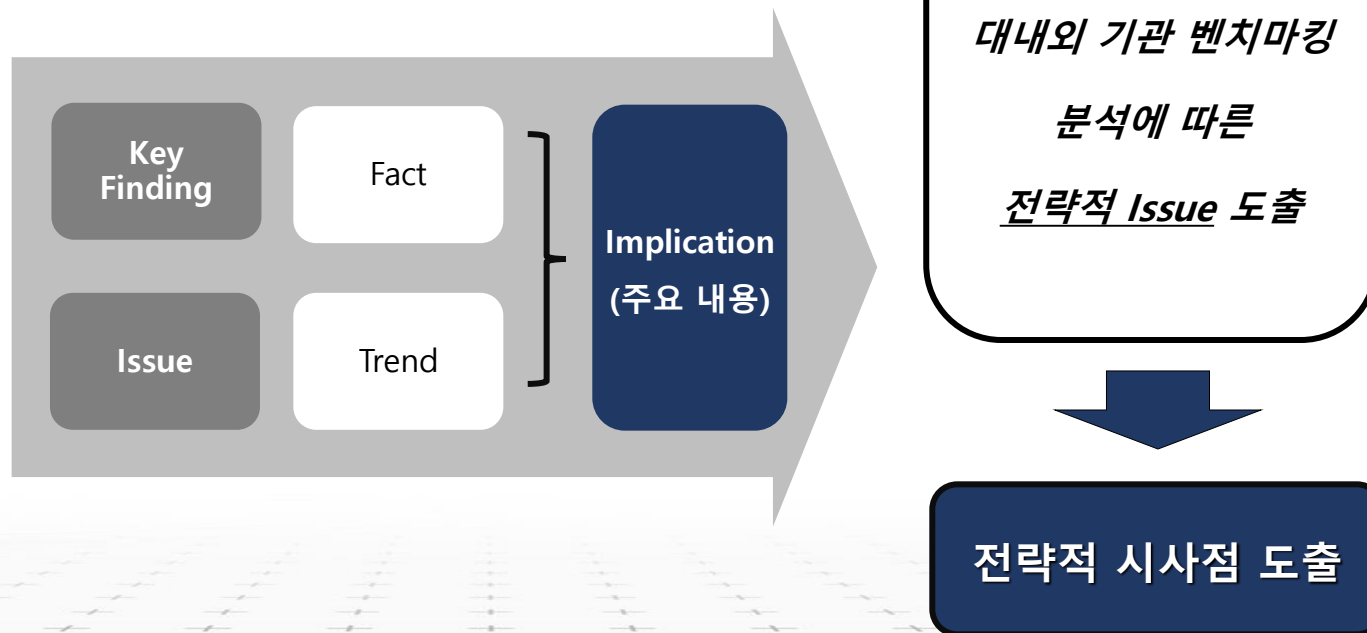 Key
Finding
Fact
Issue
Trend
Implication
(주요 내용)
대내외 기관 벤치마킹
분석에 따른
전략적 Issue 도출
전략적 시사점 도출